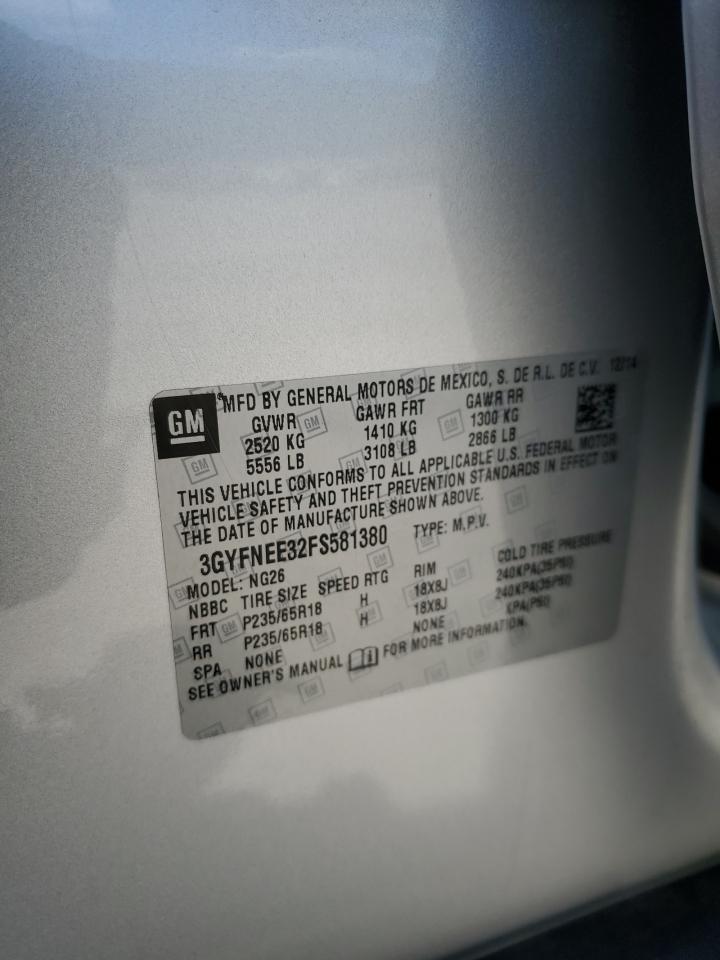 GM
MFD BY GENERAL MOTORS DE MEXICO, S. DE R.L. DE C.V. 12/14
GVWR GAWR FRT GAWR RR
2520 KG 1410 KG 1300 KG
5556 LB 3108 LB 2866 LB
THIS VEHICLE CONFORMS TO ALL APPLICABLE U.S. FEDERAL MOTOR
VEHICLE SAFETY AND THEFT PREVENTION STANDARDS IN EFFECT ON
THE DATE OF MANUFACTURE SHOWN ABOVE.
3GYFNEE32FS581380 TYPE: M.P.V.
MODEL: NG26
NBBC TIRE SIZE SPEED RTG RIM COLD TIRE PRESSURE
FRT P235/65R18 H 18X8J 240KPA(35PSI)
RR P235/65R18 H 18X8J 240KPA(35PSI)
SPA NONE NONE KPA(PSI)
SEE OWNER'S MANUAL FOR MORE INFORMATION.